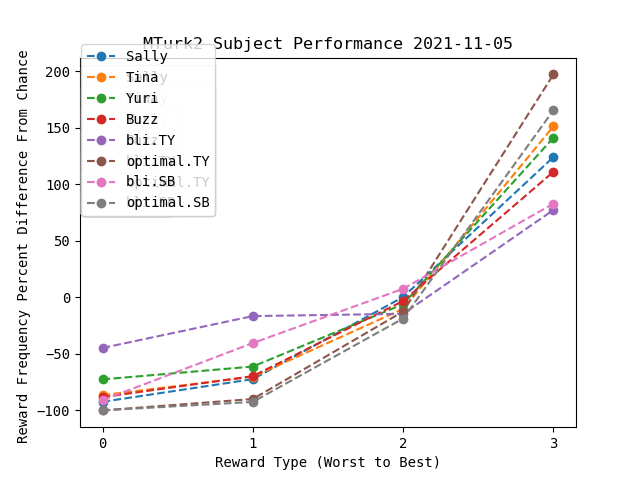 MTurk2 Subject Performance 2021-11-05
Reward Frequency Percent Difference From Chance
200
150
100
50
0
−50
−100
Sally
Tina
Yuri
Buzz
bli.TY
optimal.TY
bli.SB
optimal.SB
0
1
2
3
Reward Type (Worst to Best)